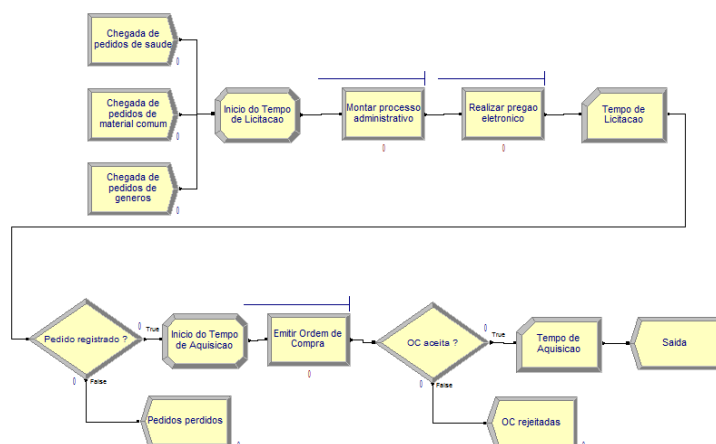 Chegada de
pedidos de saude
0
Chegada de
pedidos de
material comum
0
Chegada de
pedidos de
generos
0
Inicio do Tempo
de Licitacao
Montar processo
administrativo
0
Realizar pregao
eletronico
0
Tempo de
Licitacao
Pedido registrado ?
0
True
0
False
Pedidos perdidos
0
Início do Tempo
de Aquisicao
Emitir Ordem de
Compra
0
OC aceita ?
0
True
0
False
OC rejeitadas
0
Tempo de
Aquisicao
Saida